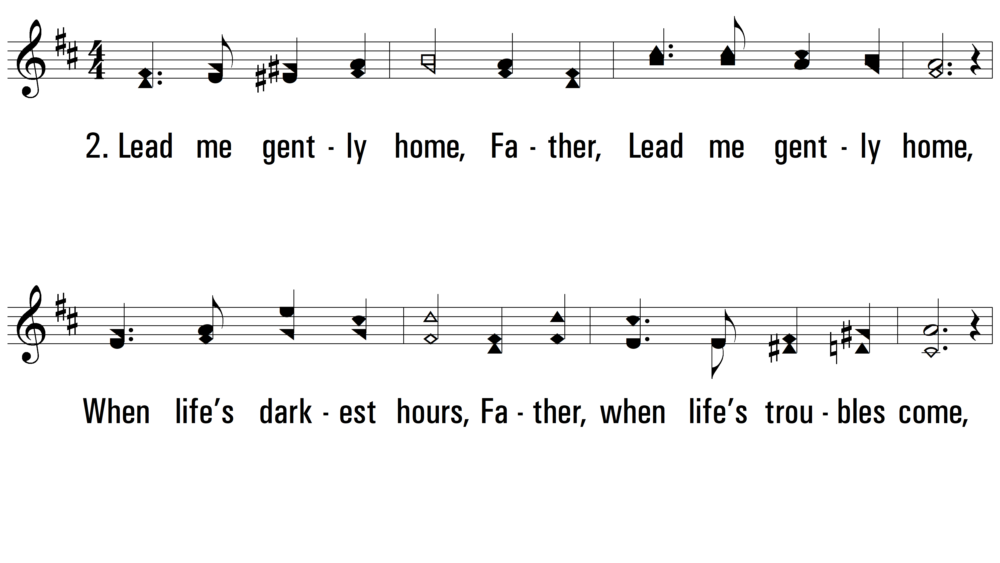 2. Lead me gent - ly home, Fa - ther, Lead me gent - ly home,
When life’s dark - est hours, Fa - ther, when life’s trou - bles come,